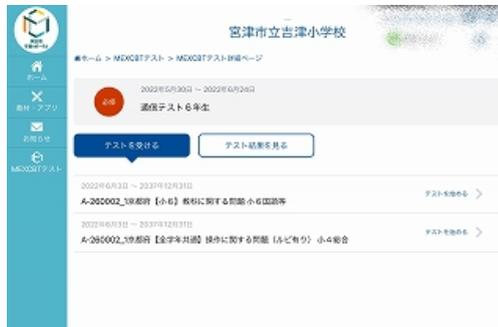 宮津市立吉津小学校
ホーム > MEXCBTテスト > MEXCBTテスト詳細ページ
ホーム
教材・アプリ
お知らせ
MEXCBTテスト
必修
2022年5月30日 ～ 2022年6月24日
通信テスト6年生
テストを受ける
テスト結果を見る
2022年6月3日 ～ 2037年12月31日
A-260002_1京都府【小6】教科に関する問題 小6国語等
テストを始める
2022年6月3日 ～ 2037年12月31日
A-260002_1京都府【全学年共通】操作に関する問題（ルビ有り） 小4総合
テストを始める